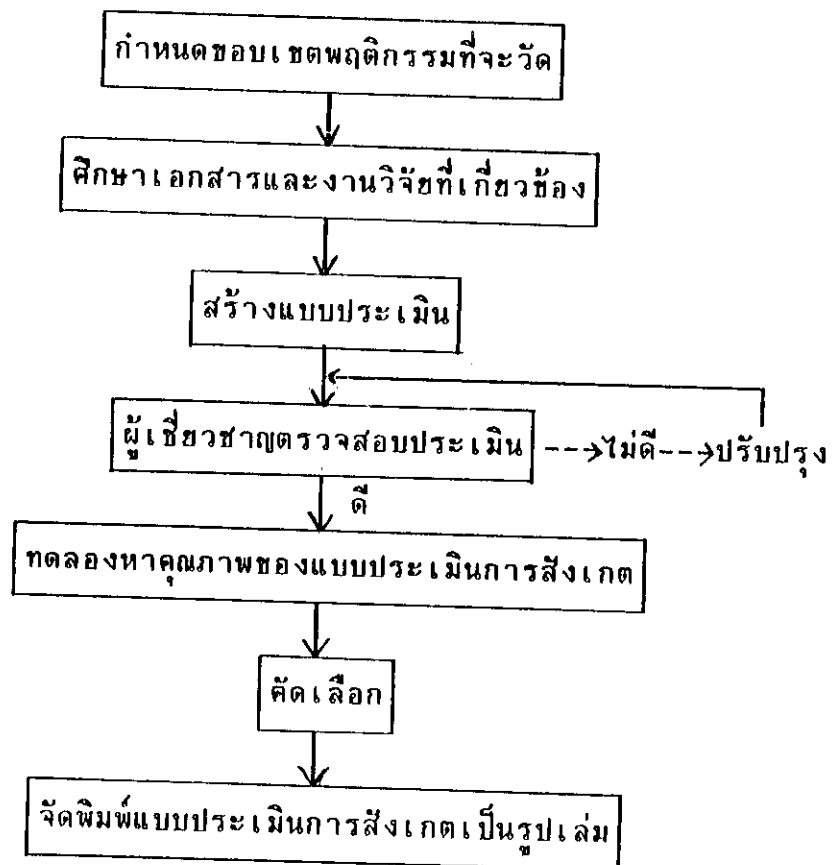 กำหนดขอบเขตพฤติกรรมที่จะวัด
ศึกษาเอกสารและงานวิจัยที่เกี่ยวข้อง
สร้างแบบประเมิน
ผู้เชี่ยวชาญตรวจสอบประเมิน --->ไม่ดี--->ปรับปรุง
ดี
ทดลองหาคุณภาพของแบบประเมินการสังเกต
คัดเลือก
จัดพิมพ์แบบประเมินการสังเกตเป็นรูปเล่ม